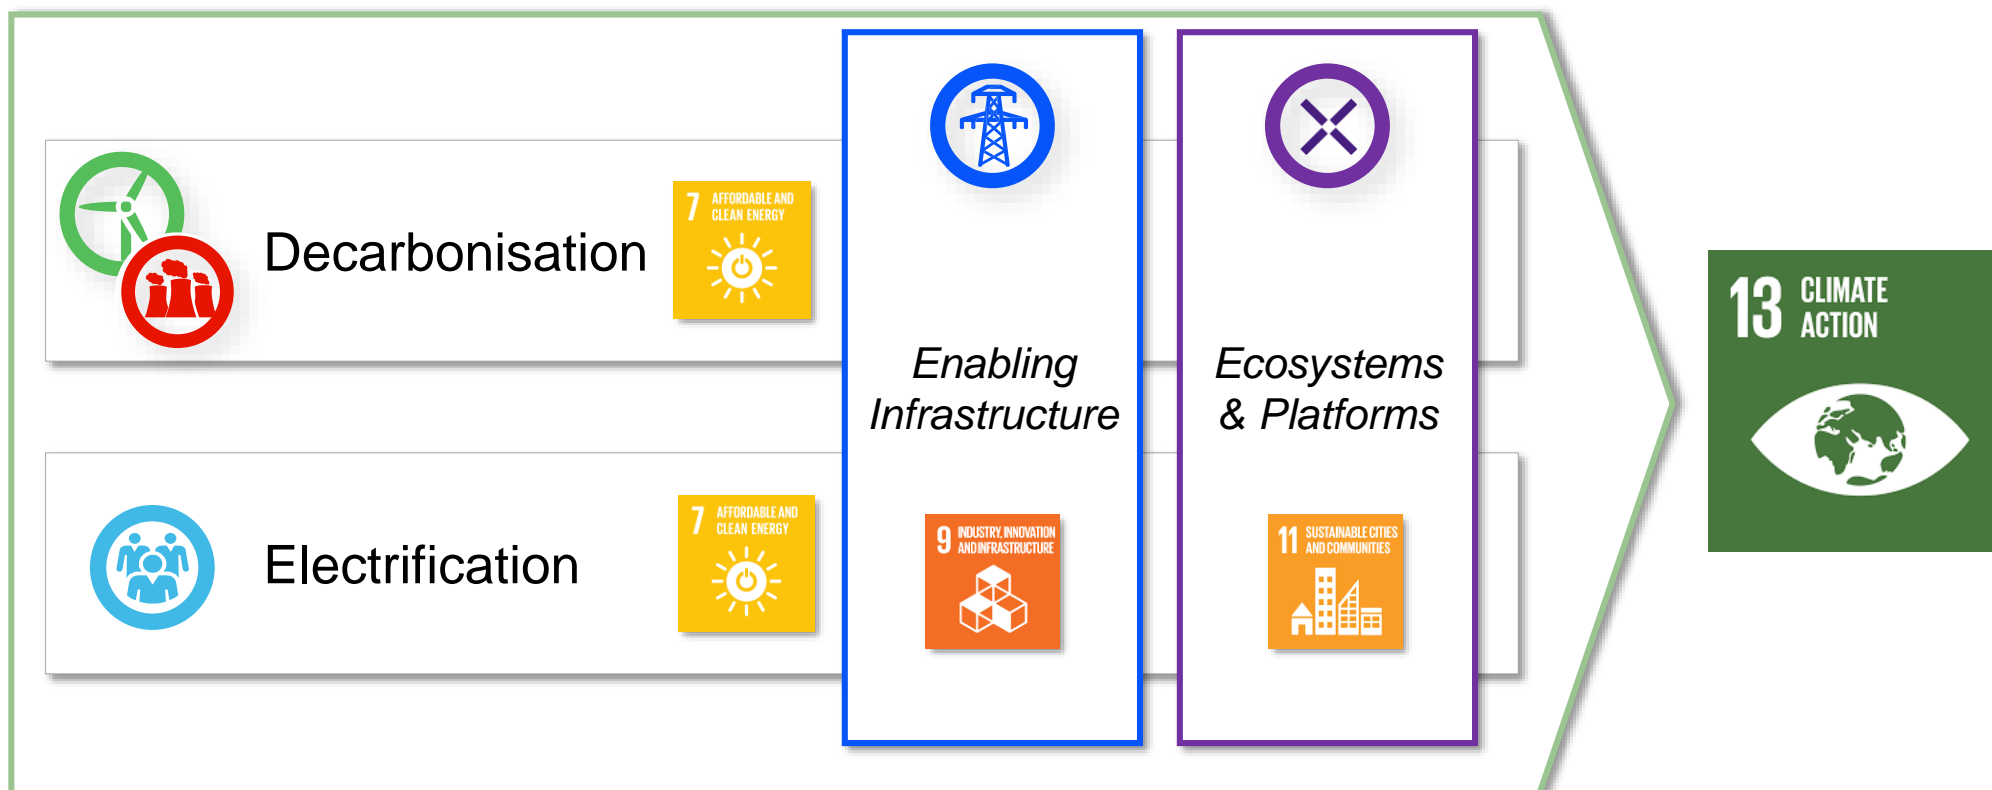 Decarbonisation
7 AFFORDABLE AND
CLEAN ENERGY
Electrification
7 AFFORDABLE AND
CLEAN ENERGY
Enabling
Infrastructure
9 INDUSTRY, INNOVATION
AND INFRASTRUCTURE
Ecosystems
& Platforms
11 SUSTAINABLE CITIES
AND COMMUNITIES
13 CLIMATE
ACTION